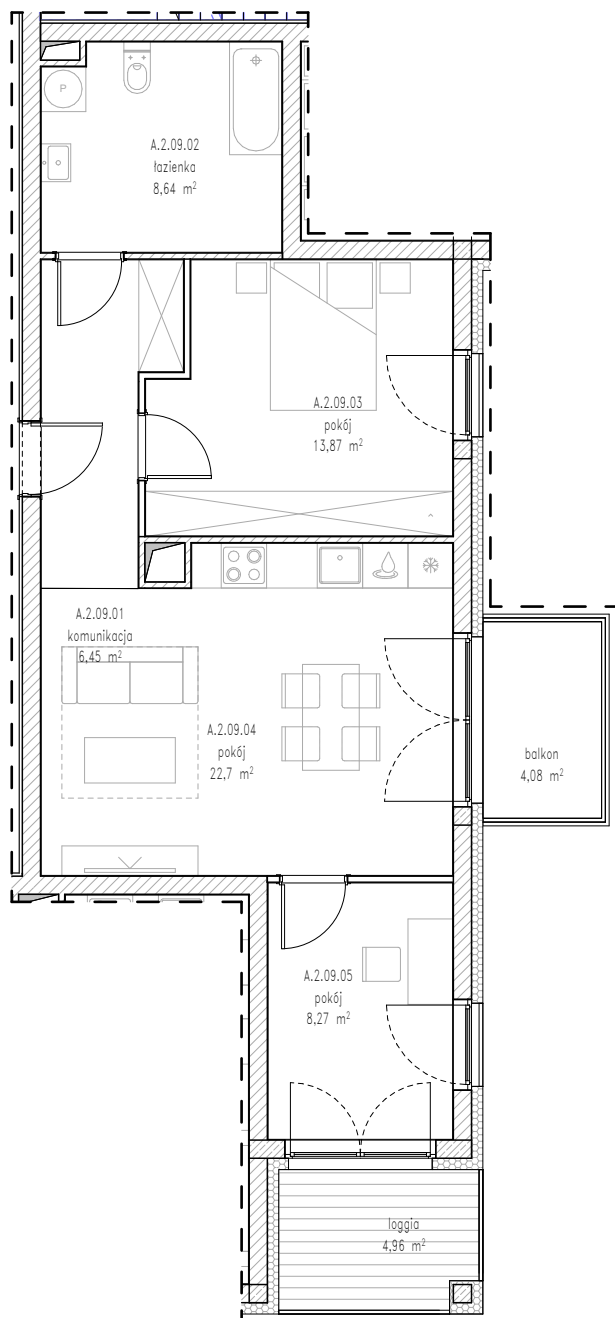 P
A.2.09.02
łazienka
8,64 m²
A.2.09.03
pokój
13,87 m²
A.2.09.01
komunikacja
6,45 m²
A.2.09.04
pokój
22,7 m²
balkon
4,08 m²
A.2.09.05
pokój
8,27 m²
loggia
4,96 m²